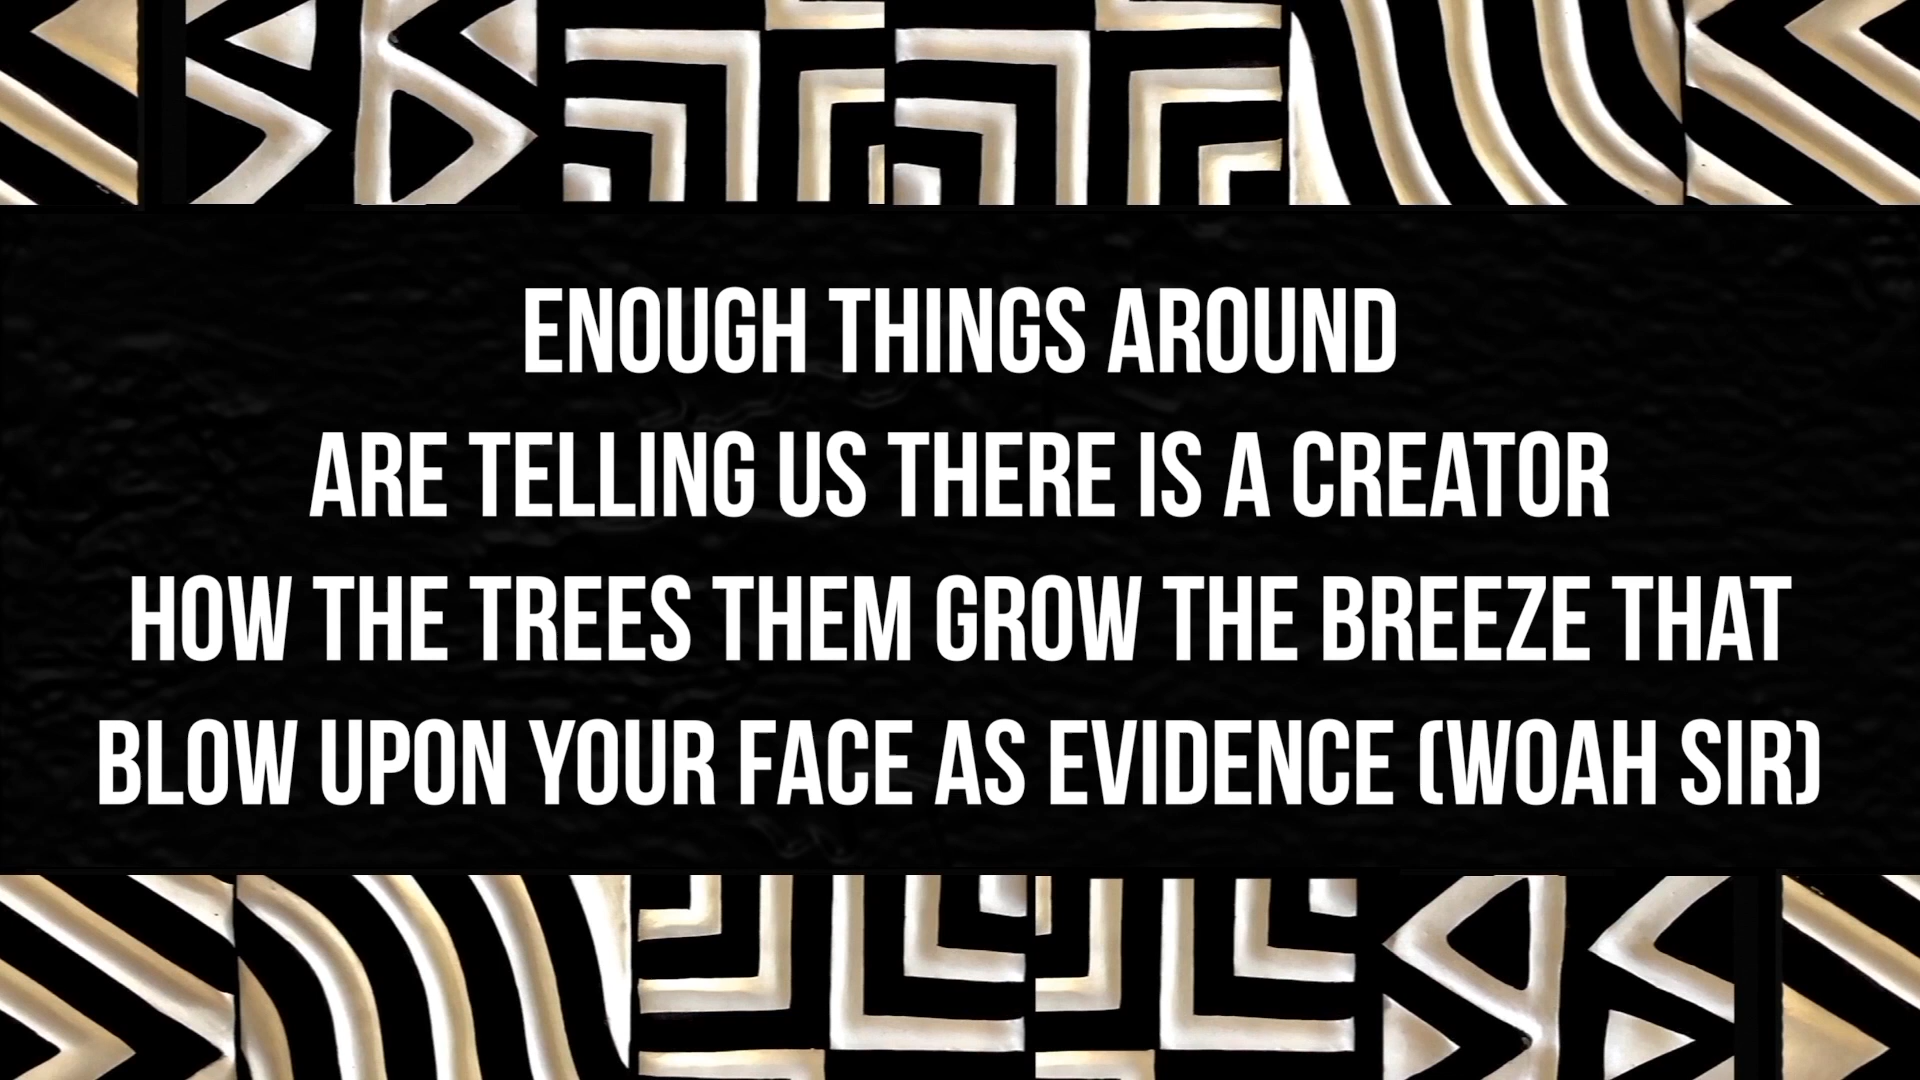 ENOUGH THINGS AROUND
ARE TELLING US THERE IS A CREATOR
HOW THE TREES THEM GROW THE BREEZE THAT
BLOW UPON YOUR FACE AS EVIDENCE (WOAH SIR)